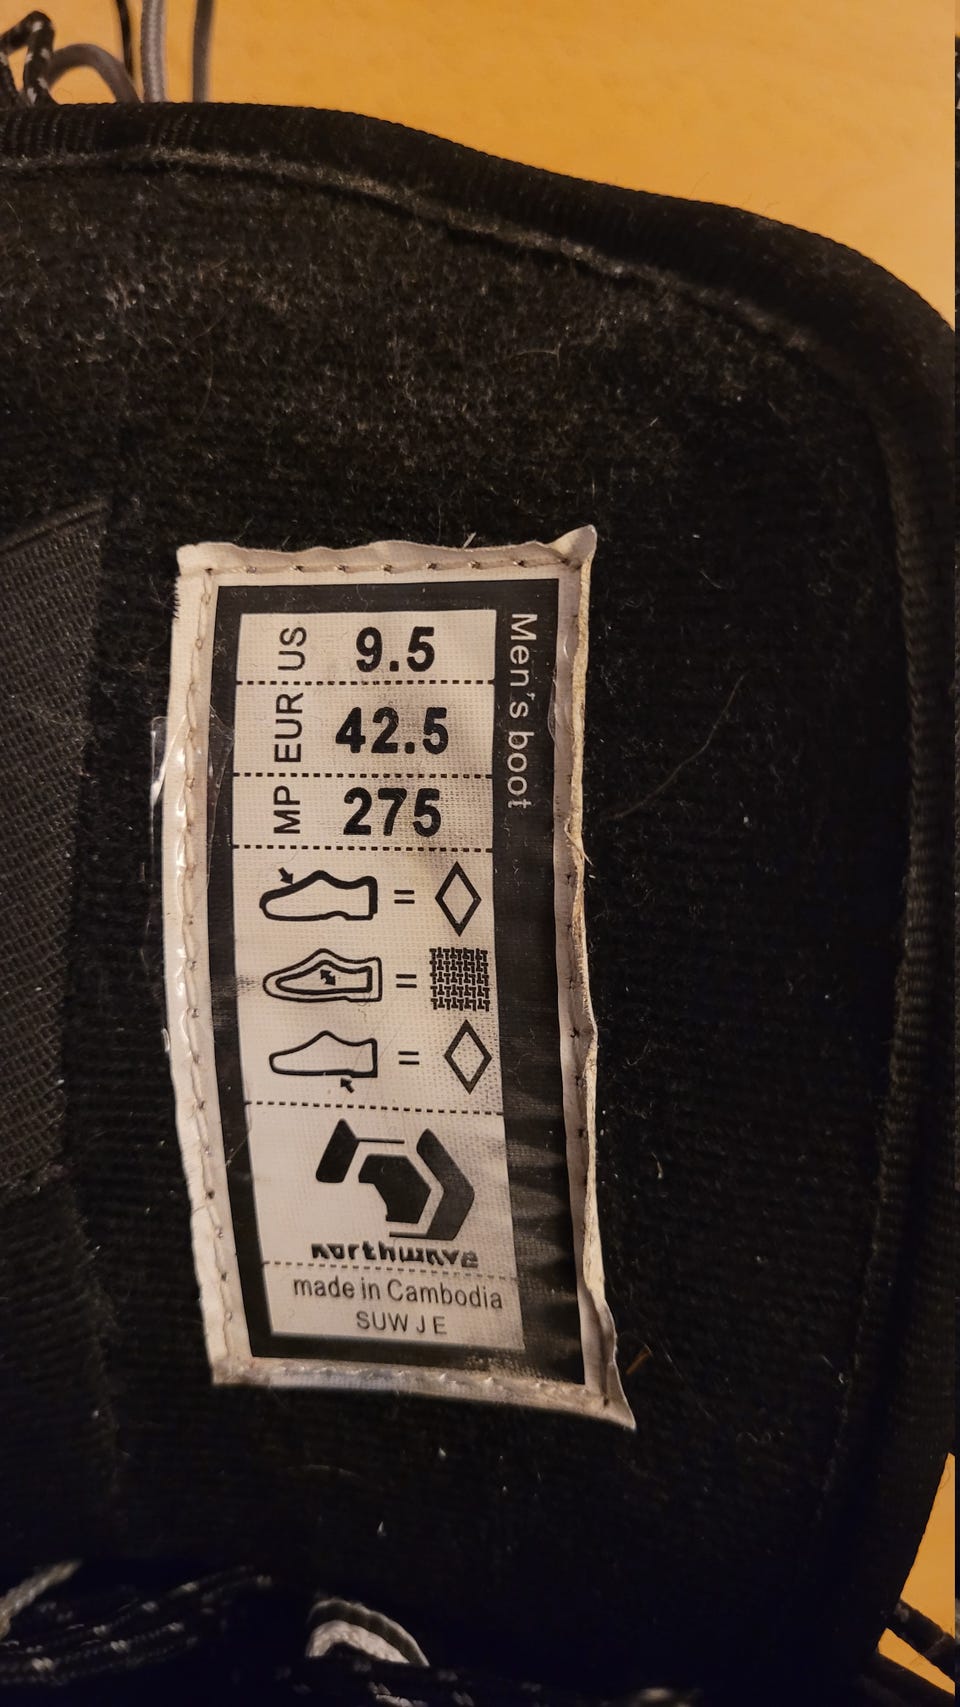 US 9.5
EUR 42.5
MP 275
Men's boot
=
=
=
northwave
made in Cambodia
SUW J E